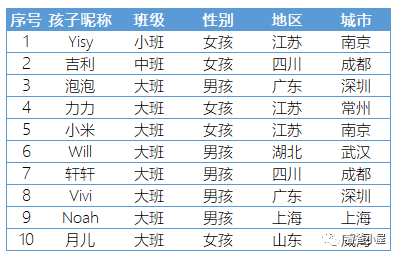 序号 孩子昵称 班级 性别 地区 城市
1 Yisy 小班 女孩 江苏 南京
2 吉利 中班 女孩 四川 成都
3 泡泡 大班 男孩 广东 深圳
4 力力 大班 女孩 江苏 常州
5 小米 大班 女孩 江苏 南京
6 Will 大班 男孩 湖北 武汉
7 轩轩 大班 男孩 四川 成都
8 Vivi 大班 男孩 广东 深圳
9 Noah 大班 男孩 上海 上海
10 月儿 大班 女孩 山东 威海